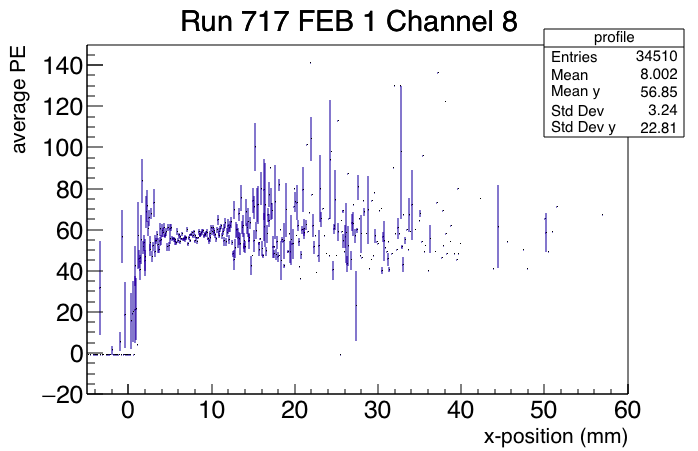 Run 717 FEB 1 Channel 8
profile
Entries 34510
Mean 8.002
Mean y 56.85
Std Dev 3.24
Std Dev y 22.81
average PE
140
120
100
80
60
40
20
0
−20
0 10 20 30 40 50 60
x-position (mm)